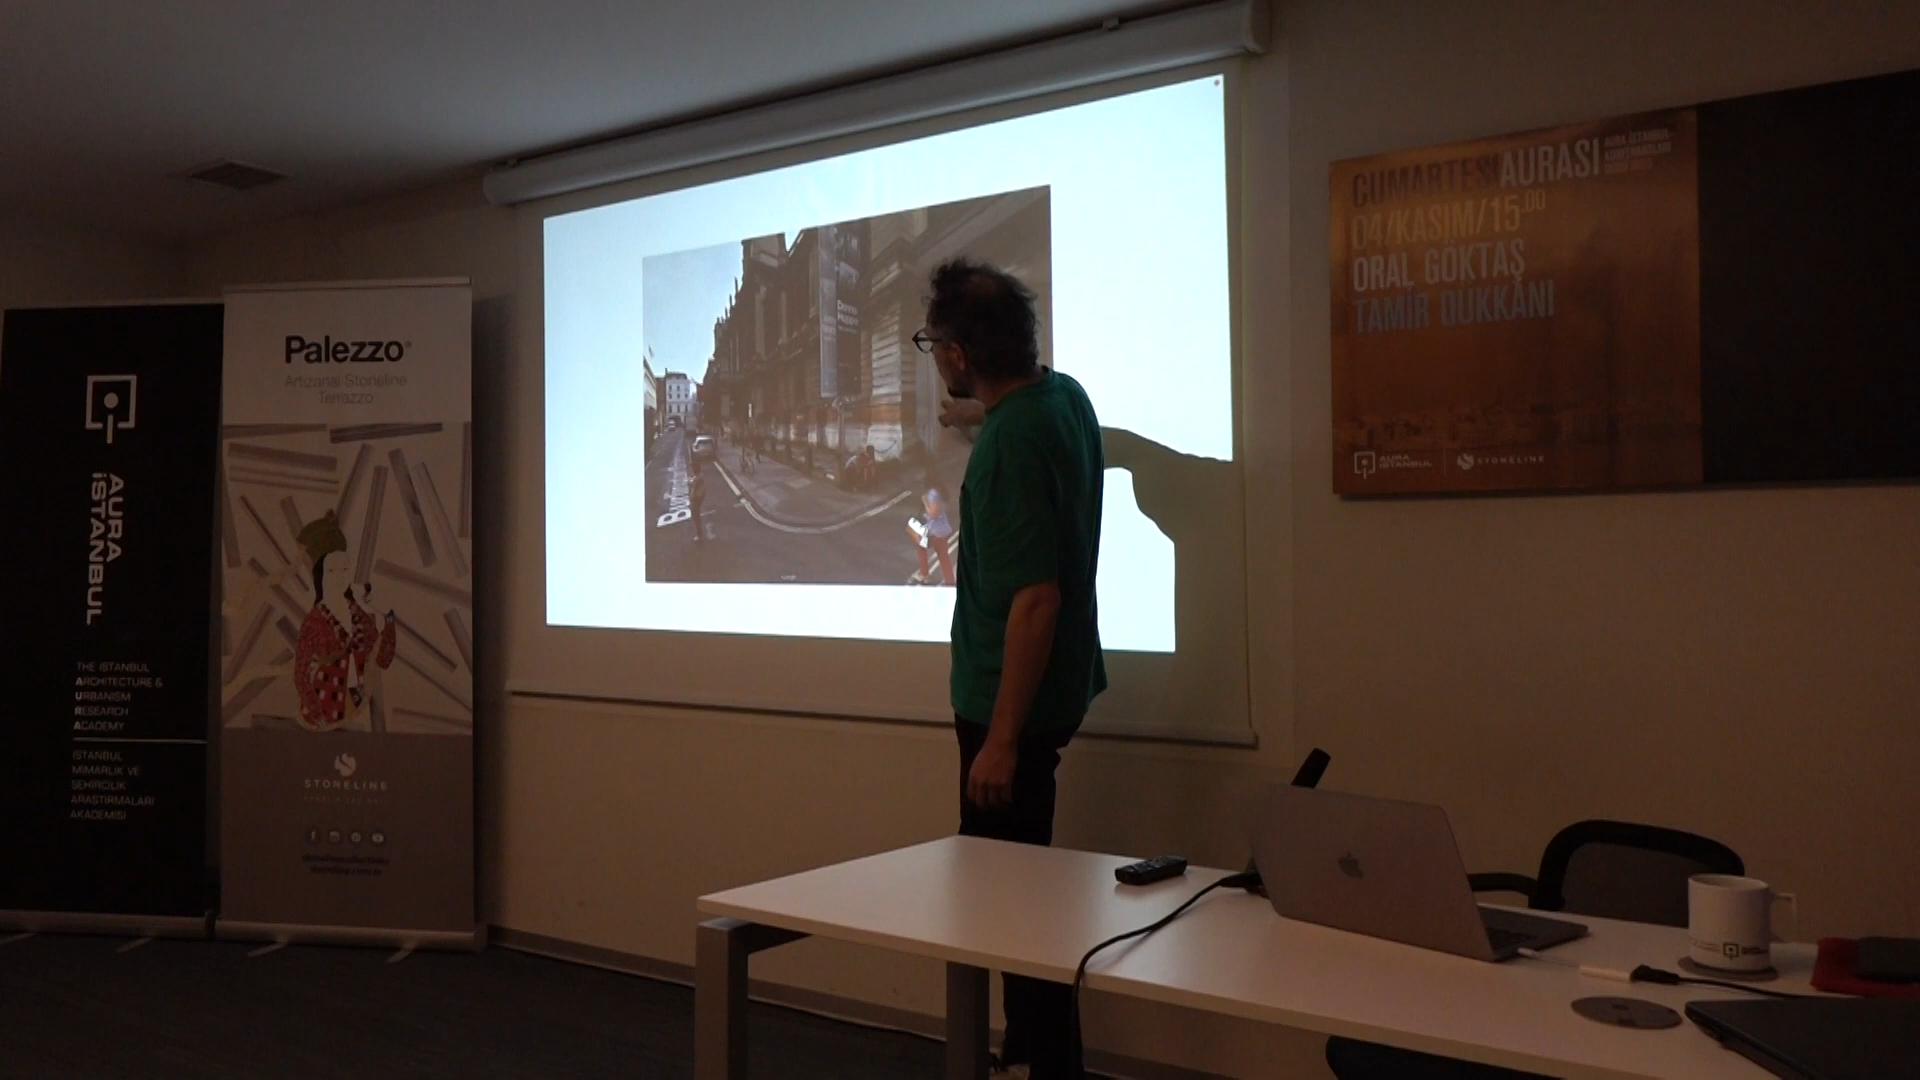 AURA
İSTANBUL
THE ISTANBUL
ARCHITECTURE &
URBANISM
RESEARCH
ACADEMY
İSTANBUL
MİMARLIK VE
ŞEHİRCİLİK
ARAŞTIRMALARI
AKADEMİSİ
Palezzo
Artizanal Stoneline
Terrazzo
STONELINE
CUMARTESİAURASI
04/KASIM/15.00
ORAL GÖKTAŞ
TAMİR DÜKKANI
AURA
İSTANBUL
STONELINE